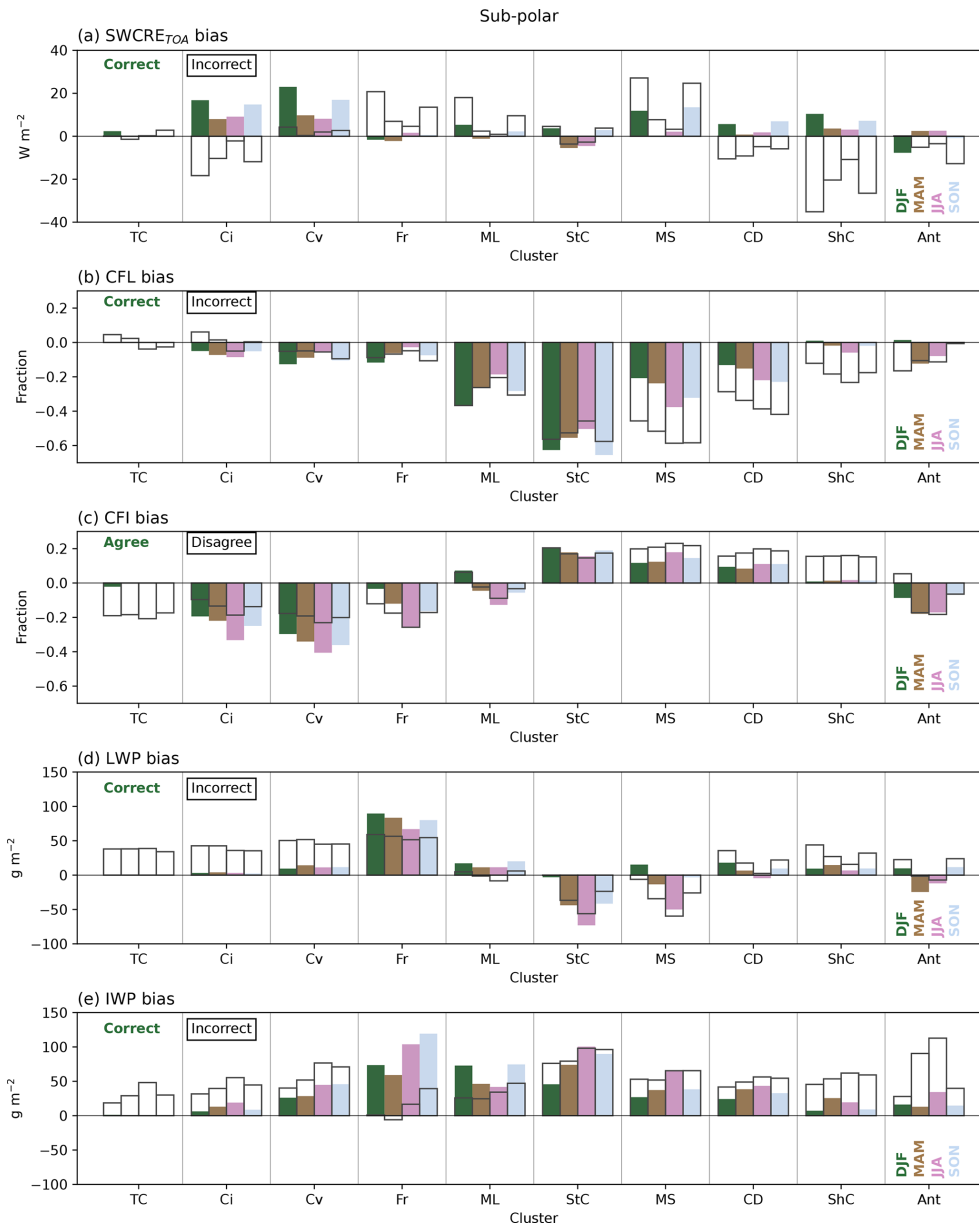 Sub-polar
(a) SWCRE_TOA bias
Correct Incorrect
40
20
0
−20
−40
W m⁻²
DJF
MAM
JJA
SON
TC Ci Cv Fr ML StC MS CD ShC Ant
Cluster
(b) CFL bias
Correct Incorrect
0.2
0.0
−0.2
−0.4
−0.6
Fraction
DJF
MAM
JJA
SON
TC Ci Cv Fr ML StC MS CD ShC Ant
Cluster
(c) CFI bias
Agree Disagree
0.2
0.0
−0.2
−0.4
−0.6
Fraction
DJF
MAM
JJA
SON
TC Ci Cv Fr ML StC MS CD ShC Ant
Cluster
(d) LWP bias
Correct Incorrect
150
100
50
0
−50
−100
g m⁻²
DJF
MAM
JJA
SON
TC Ci Cv Fr ML StC MS CD ShC Ant
Cluster
(e) IWP bias
Correct Incorrect
150
100
50
0
−50
−100
g m⁻²
DJF
MAM
JJA
SON
TC Ci Cv Fr ML StC MS CD ShC Ant
Cluster